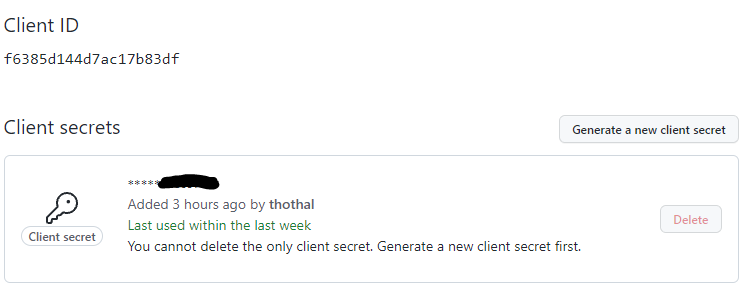 Client ID
f6385d144d7ac17b83df
Client secrets
Generate a new client secret
*****
Added 3 hours ago by thothal
Last used within the last week
Client secret
Delete
You cannot delete the only client secret. Generate a new client secret first.